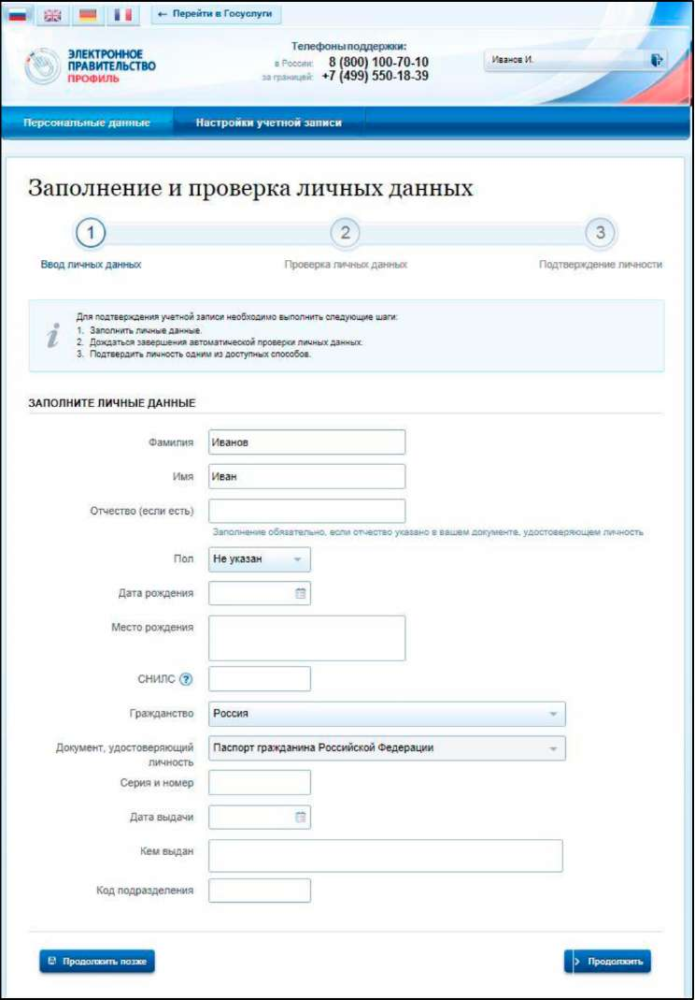 ← Перейти в Госуслуги
ЭЛЕКТРОННОЕ
ПРАВИТЕЛЬСТВО
ПРОФИЛЬ
Телефоны поддержки:
в России: 8 (800) 100-70-10
за границей: +7 (499) 550-18-39
Иванов И.
Персональные данные
Настройки учетной записи
Заполнение и проверка личных данных
1
2
3
Ввод личных данных
Проверка личных данных
Подтверждение личности
i
Для подтверждения учетной записи необходимо выполнить следующие шаги:
1. Заполнить личные данные.
2. Дождаться завершения автоматической проверки личных данных.
3. Подтвердить личность одним из доступных способов.
ЗАПОЛНИТЕ ЛИЧНЫЕ ДАННЫЕ
Фамилия Иванов
Имя Иван
Отчество (если есть)
Заполнение обязательно, если отчество указано в вашем документе, удостоверяющем личность
Пол Не указан
Дата рождения
Место рождения
СНИЛС ?
Гражданство Россия
Документ, удостоверяющий
личность
Паспорт гражданина Российской Федерации
Серия и номер
Дата выдачи
Кем выдан
Код подразделения
Продолжить позже
Продолжить